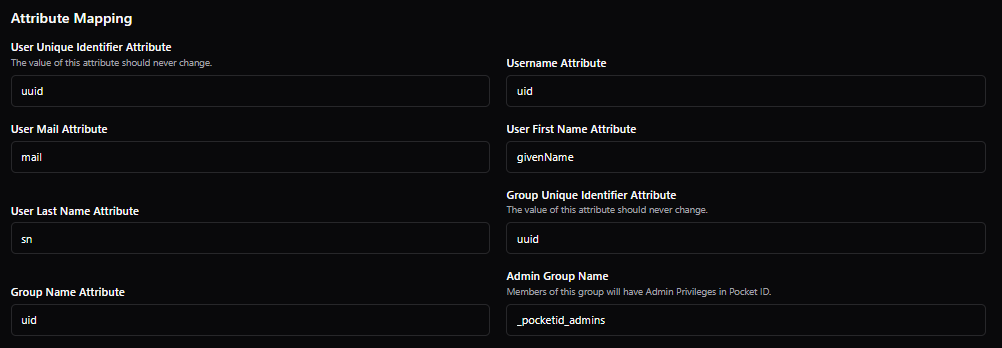 Attribute Mapping
User Unique Identifier Attribute
The value of this attribute should never change.
uuid
Username Attribute
uid
User Mail Attribute
mail
User First Name Attribute
givenName
User Last Name Attribute
sn
Group Unique Identifier Attribute
The value of this attribute should never change.
uuid
Group Name Attribute
uid
Admin Group Name
Members of this group will have Admin Privileges in Pocket ID.
_pocketid_admins